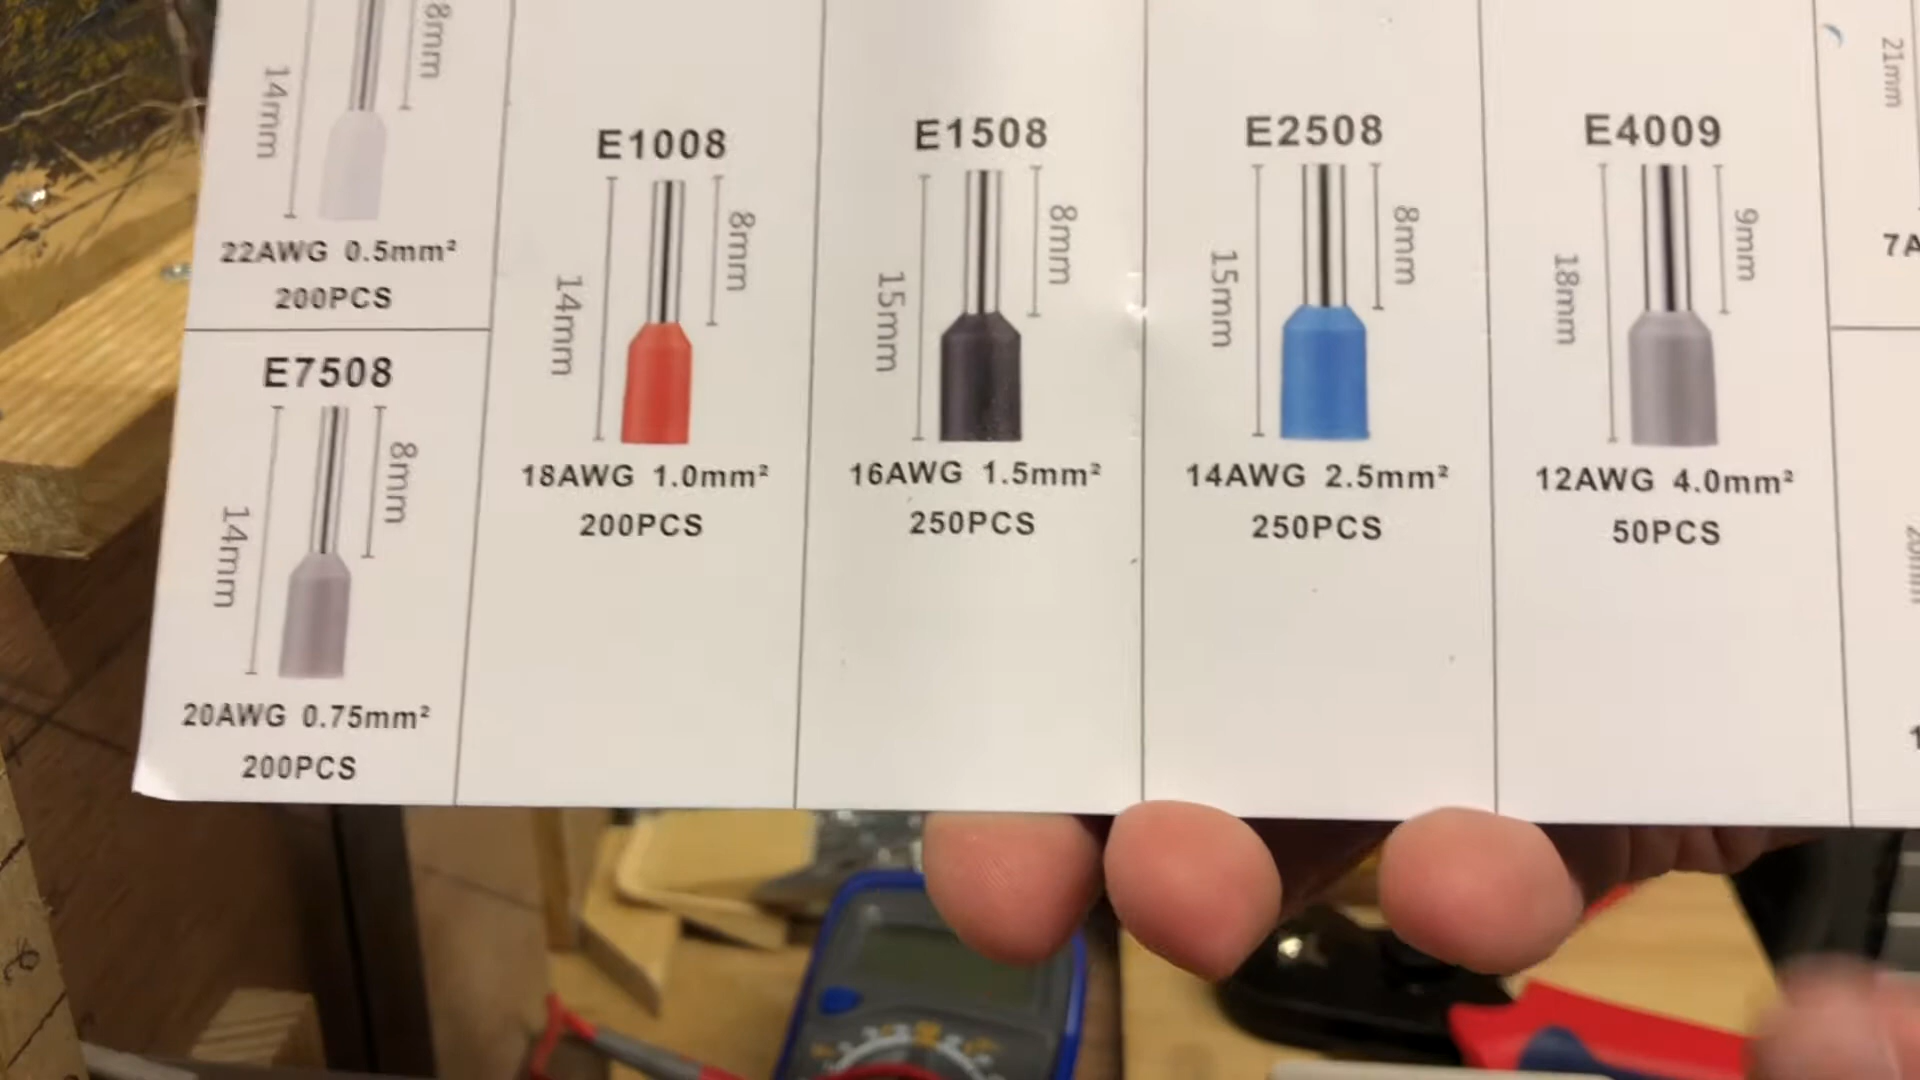 8mm
14mm
22AWG 0.5mm²
200PCS
E7508
8mm
14mm
20AWG 0.75mm²
200PCS
E1008
8mm
14mm
18AWG 1.0mm²
200PCS
E1508
8mm
15mm
16AWG 1.5mm²
250PCS
E2508
8mm
15mm
14AWG 2.5mm²
250PCS
E4009
9mm
18mm
12AWG 4.0mm²
50PCS
21mm
7A